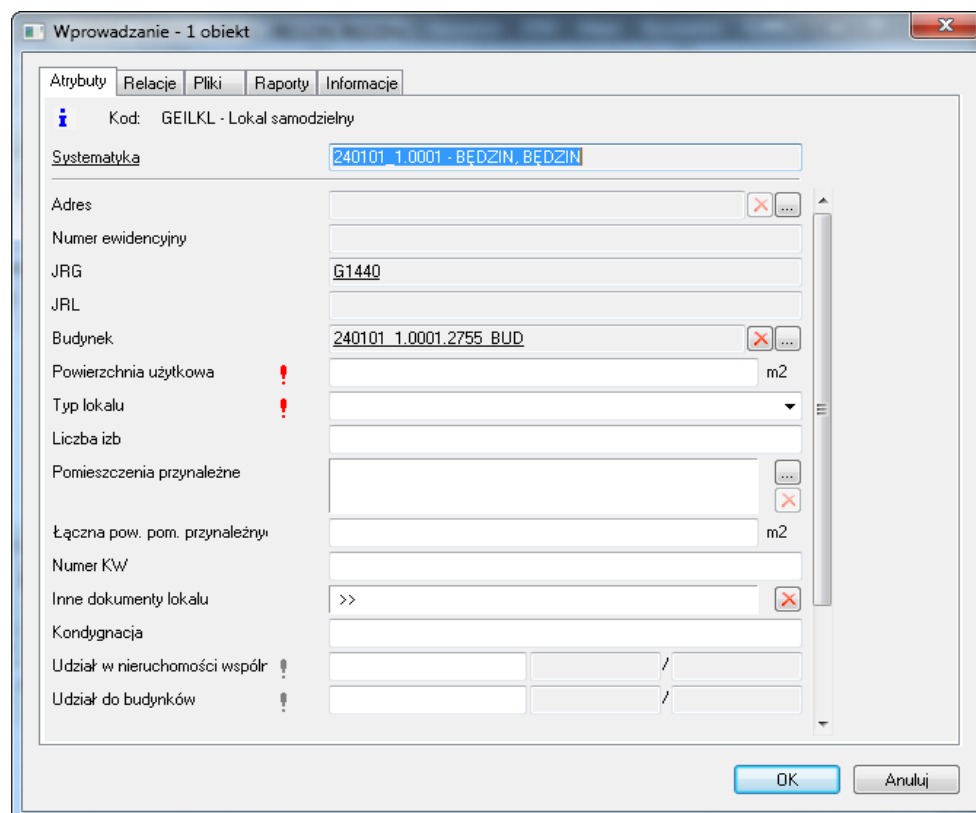 Wprowadzanie - 1 obiekt
Atrybuty Relacje Pliki Raporty Informacje
Kod: GEILKL - Lokal samodzielny
Systematyka 240101_1.0001 - BĘDZIN, BĘDZIN
Adres ...
Numer ewidencyjny
JRG G1440
JRL
Budynek 240101_1.0001.2755_BUD ...
Powierzchnia użytkowa m2
Typ lokalu
Liczba izb
Pomieszczenia przynależne ...
Łączna pow. pom. przynależnyc m2
Numer KW
Inne dokumenty lokalu >>
Kondygnacja
Udział w nieruchomości wspólr /
Udział do budynków /
OK Anuluj